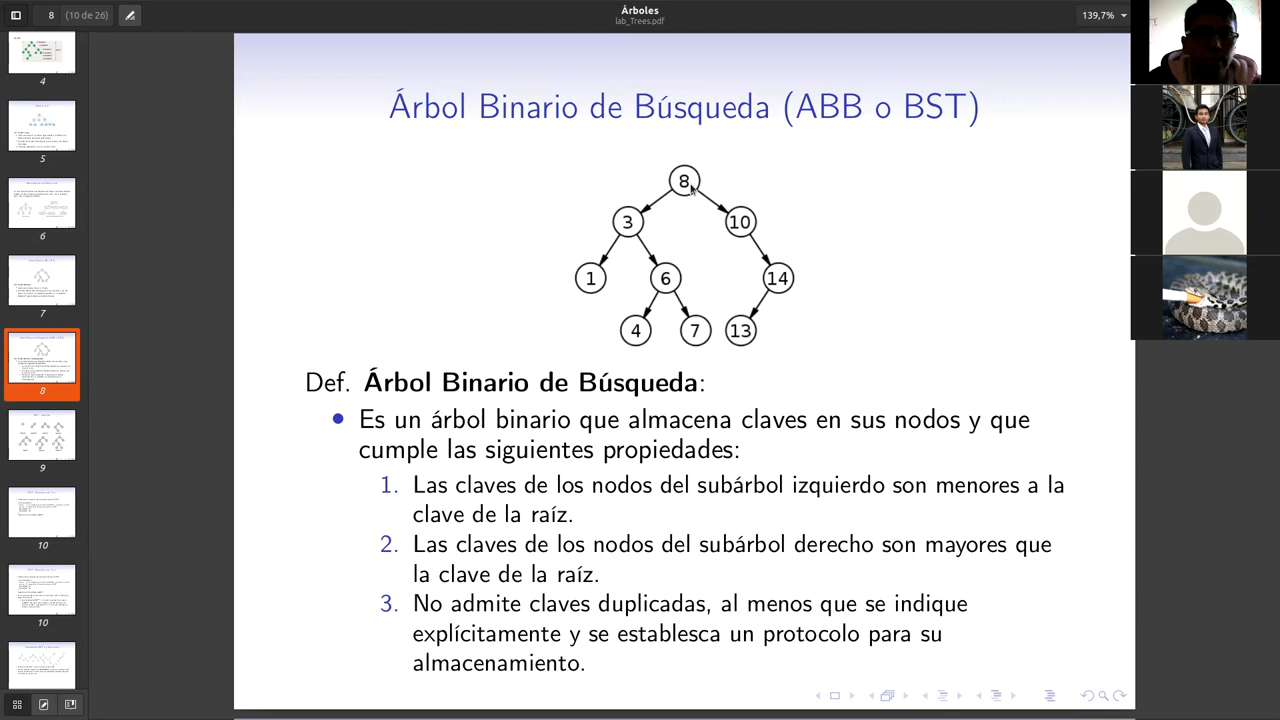 8 (10 de 26)
Árboles
lab_Trees.pdf
139,7%
4
5
6
7
8
9
10
10
Árbol Binario de Búsqueda (ABB o BST)
8
3 10
1 6 14
4 7 13
Def. Árbol Binario de Búsqueda:
• Es un árbol binario que almacena claves en sus nodos y que
cumple las siguientes propiedades:
1. Las claves de los nodos del subárbol izquierdo son menores a la
clave de la raíz.
2. Las claves de los nodos del subárbol derecho son mayores que
la clave de la raíz.
3. No admite claves duplicadas, al menos que se indique
explícitamente y se establesca un protocolo para su
almacenamiento.